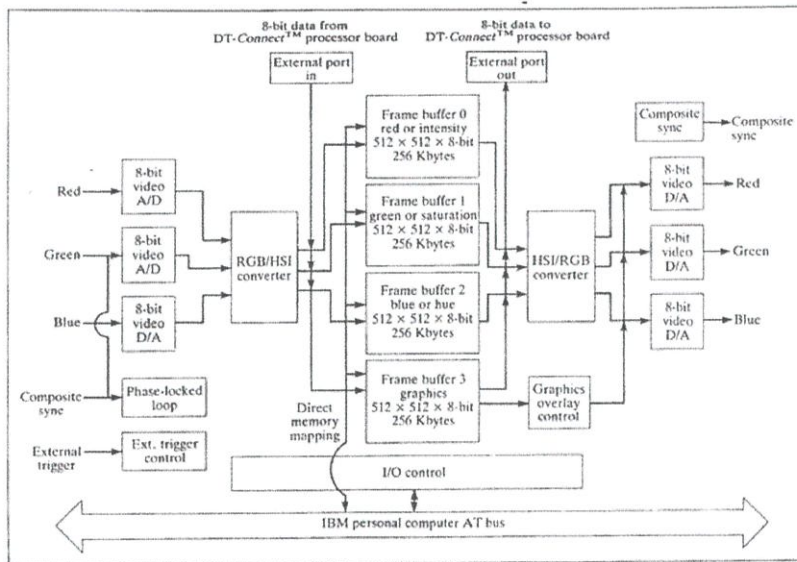 8-bit data from
DT-Connect™ processor board
8-bit data to
DT-Connect™ processor board
External port
in
External port
out
Frame buffer 0
red or intensity
512 × 512 × 8-bit
256 Kbytes
Composite
sync
Composite
sync
Red
8-bit
video
A/D
Frame buffer 1
green or saturation
512 × 512 × 8-bit
256 Kbytes
8-bit
video
D/A
Red
Green
8-bit
video
A/D
RGB/HSI
converter
HSI/RGB
converter
8-bit
video
D/A
Green
Blue
8-bit
video
D/A
Frame buffer 2
blue or hue
512 × 512 × 8-bit
256 Kbytes
8-bit
video
D/A
Blue
Composite
sync
Phase-locked
loop
Direct
memory
mapping
Frame buffer 3
graphics
512 × 512 × 8-bit
256 Kbytes
Graphics
overlay
control
External
trigger
Ext. trigger
control
I/O control
IBM personal computer AT bus